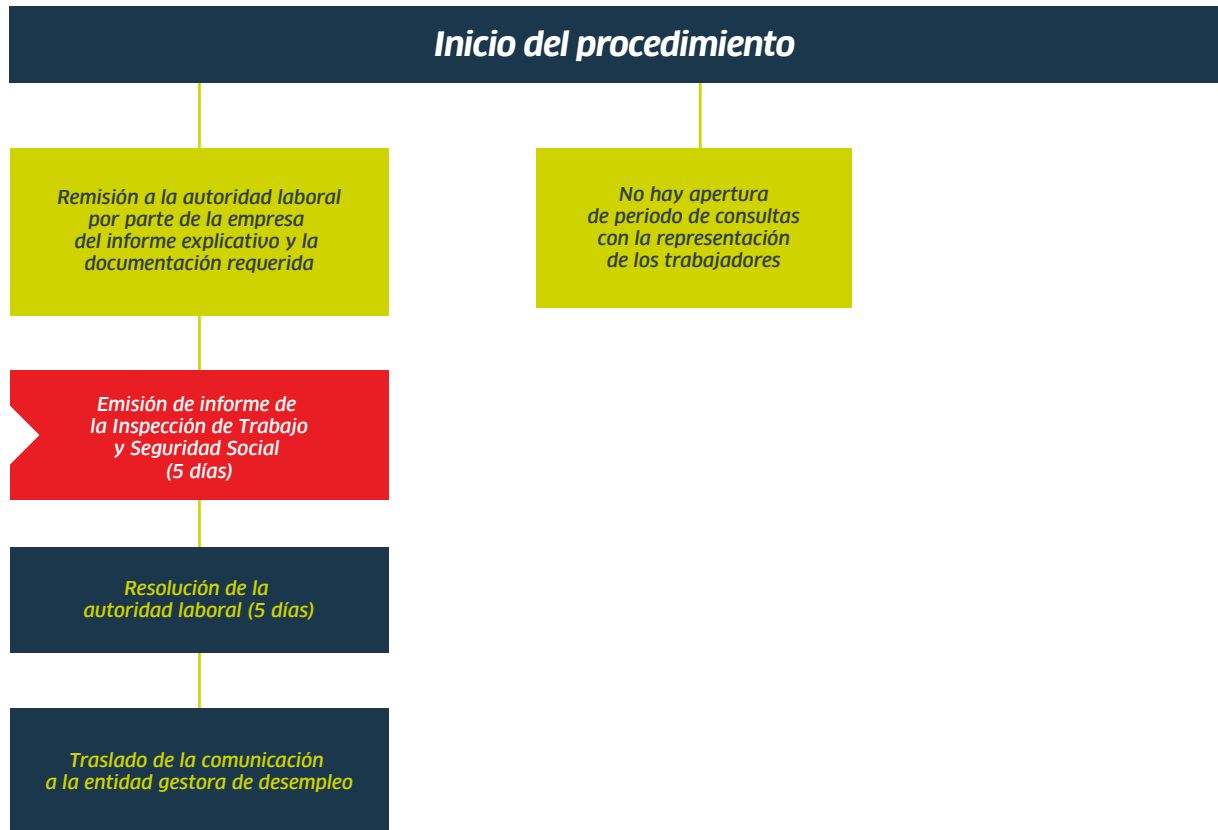 Inicio del procedimiento
Remisión a la autoridad laboral
por parte de la empresa
del informe explicativo y la
documentación requerida
No hay apertura
de periodo de consultas
con la representación
de los trabajadores
Emisión de informe de
la Inspección de Trabajo
y Seguridad Social
(5 días)
Resolución de la
autoridad laboral (5 días)
Traslado de la comunicación
a la entidad gestora de desempleo